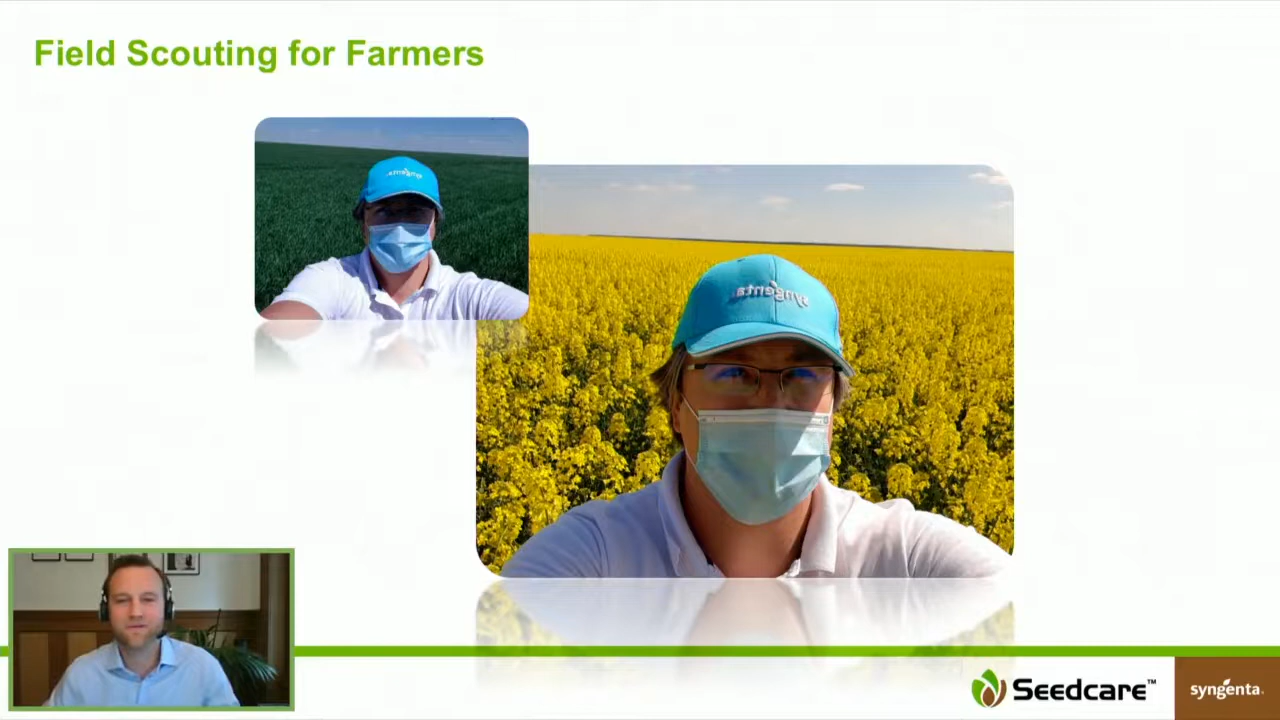 Field Scouting for Farmers
syngenta
syngenta
Seedcare™
syngenta.